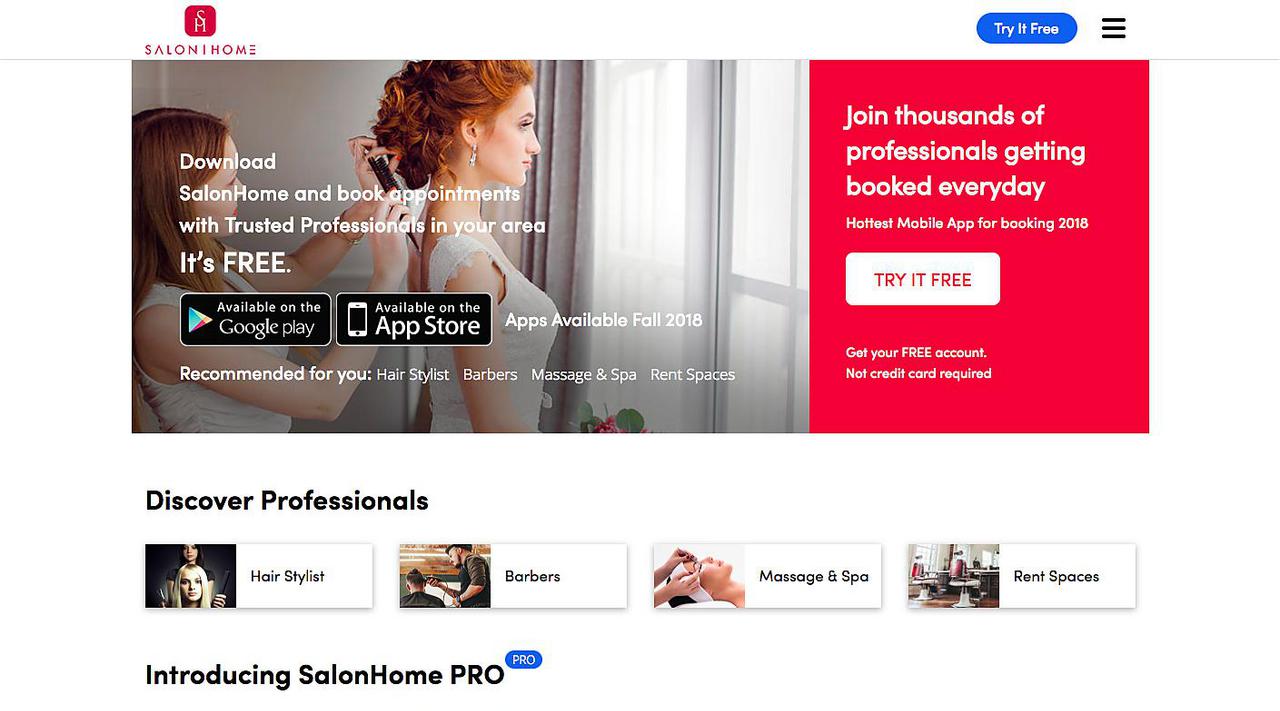 SH
SALON|HOME
Try It Free
Download
SalonHome and book appointments
with Trusted Professionals in your area
It's FREE.
Available on the
Google play
Available on the
App Store
Apps Available Fall 2018
Recommended for you: Hair Stylist Barbers Massage & Spa Rent Spaces
Join thousands of
professionals getting
booked everyday
Hottest Mobile App for booking 2018
TRY IT FREE
Get your FREE account.
Not credit card required
Discover Professionals
Hair Stylist
Barbers
Massage & Spa
Rent Spaces
Introducing SalonHome PRO PRO